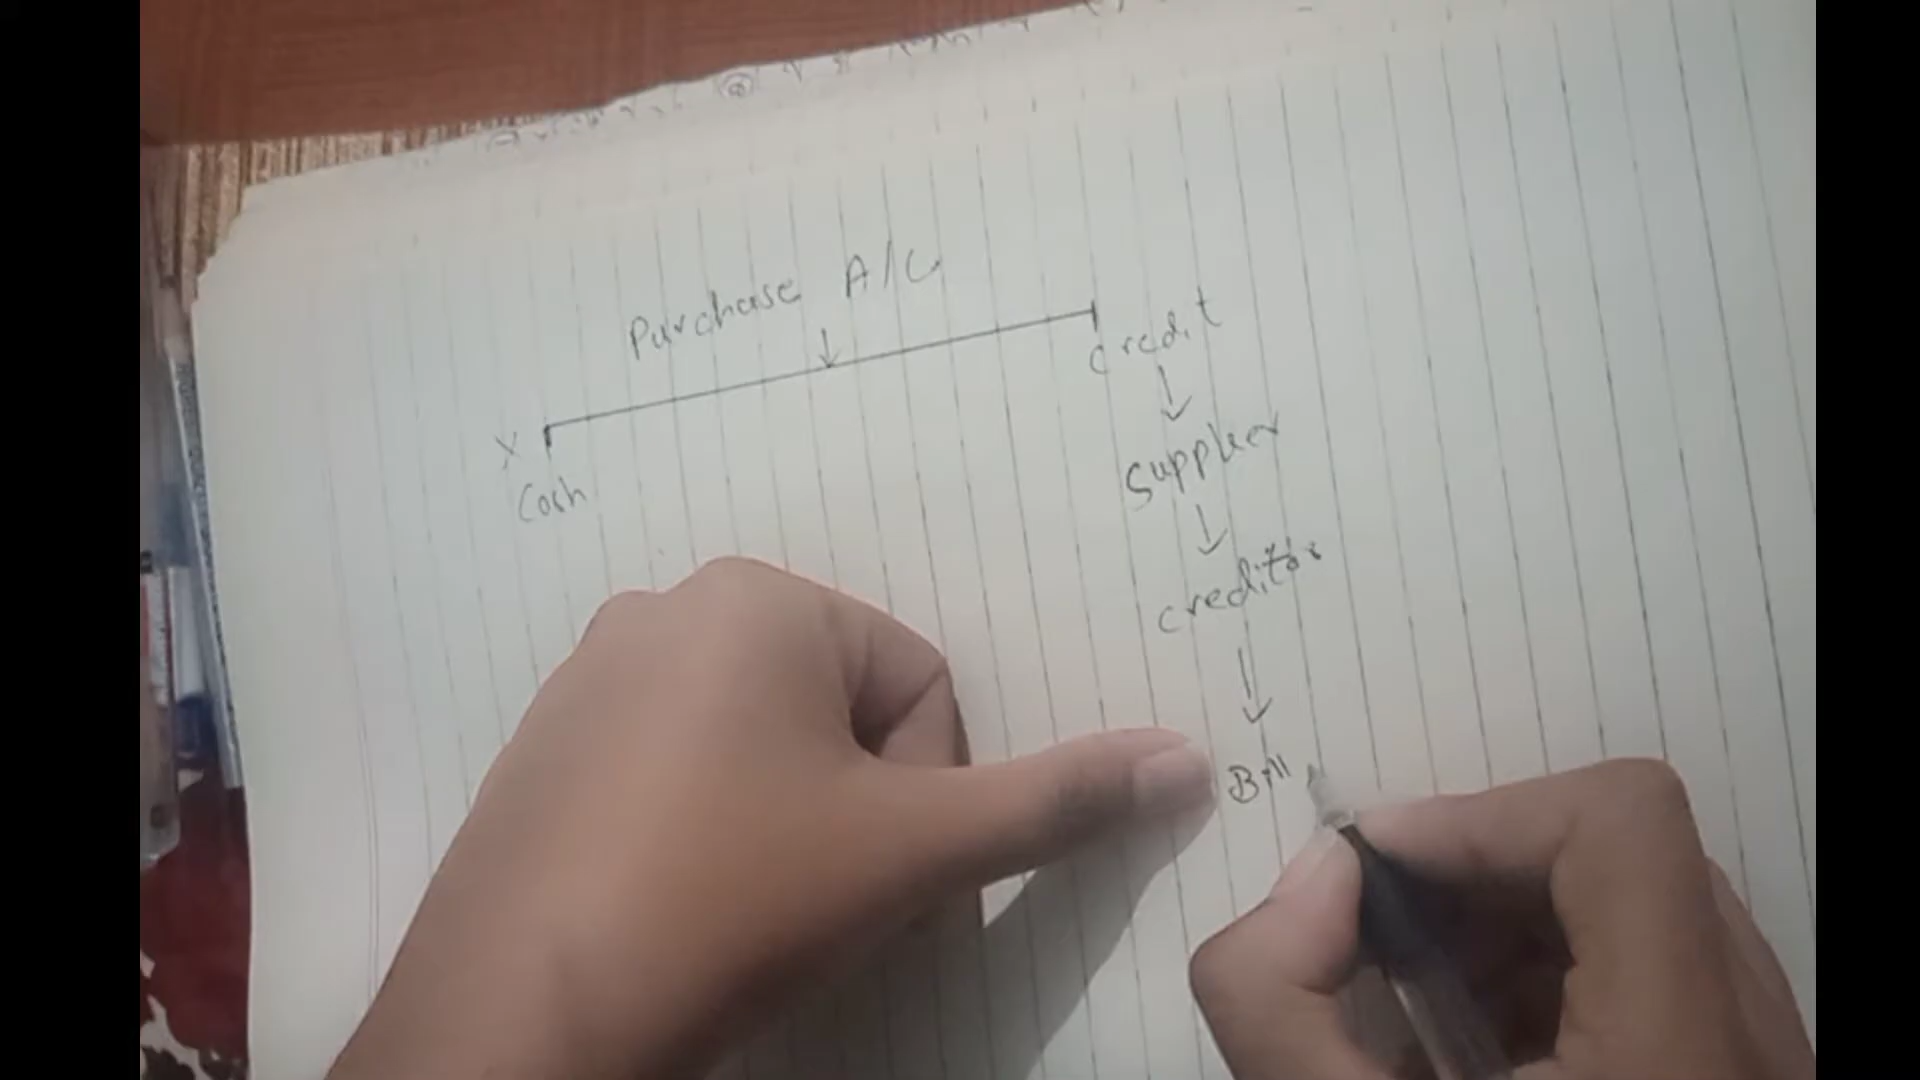 Purchase A/C
X
Cash
credit
Supplier
creditor
Bill